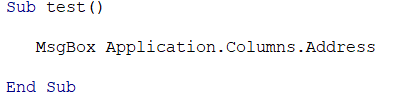 Sub test()
MsgBox Application.Columns.Address
End Sub